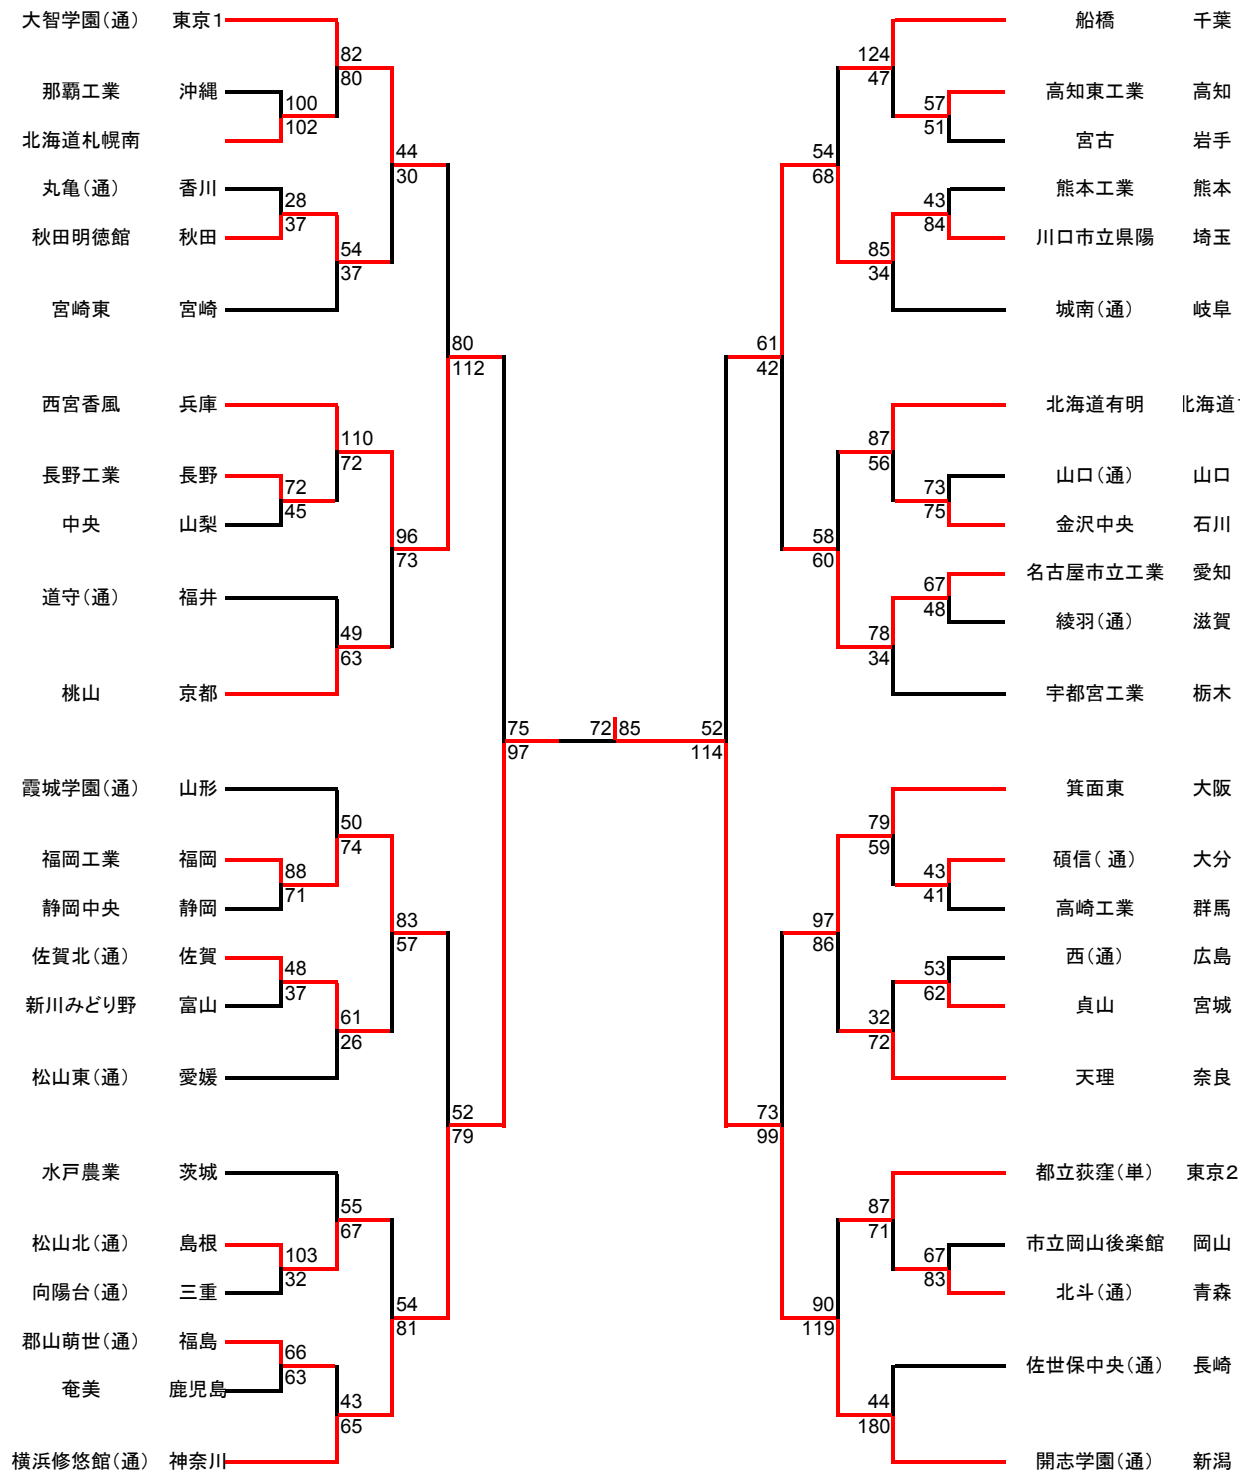 大智学園(通) 東京1
82
80
那覇工業 沖縄
100
102
北海道札幌南
44
30
丸亀(通) 香川
28
37
秋田明徳館 秋田
54
37
宮崎東 宮崎
80
112
西宮香風 兵庫
110
72
長野工業 長野
72
45
中央 山梨
96
73
道守(通) 福井
49
63
桃山 京都
75
97
霞城学園(通) 山形
50
74
福岡工業 福岡
88
71
静岡中央 静岡
83
57
佐賀北(通) 佐賀
48
37
新川みどり野 富山
61
26
松山東(通) 愛媛
52
79
水戸農業 茨城
55
67
松山北(通) 島根
103
32
向陽台(通) 三重
54
81
郡山萌世(通) 福島
66
63
奄美 鹿児島
43
65
横浜修悠館(通) 神奈川
72 85
船橋 千葉
124
47
高知東工業 高知
57
51
宮古 岩手
54
68
熊本工業 熊本
43
84
川口市立県陽 埼玉
85
34
城南(通) 岐阜
61
42
北海道有明 北海道
87
56
山口(通) 山口
73
75
金沢中央 石川
58
60
名古屋市立工業 愛知
67
48
綾羽(通) 滋賀
78
34
宇都宮工業 栃木
52
114
箕面東 大阪
79
59
碩信( 通) 大分
43
41
高崎工業 群馬
97
86
西(通) 広島
53
62
貞山 宮城
32
72
天理 奈良
73
99
都立荻窪(単) 東京2
87
71
市立岡山後楽館 岡山
67
83
北斗(通) 青森
90
119
佐世保中央(通) 長崎
44
180
開志学園(通) 新潟